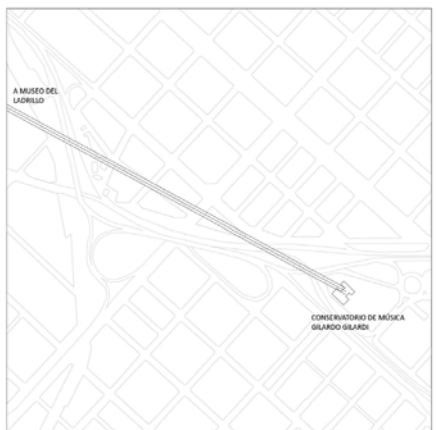 A MUSEO DEL
LADRILLO
CONSERVATORIO DE MÚSICA
GILARDO GILARDI